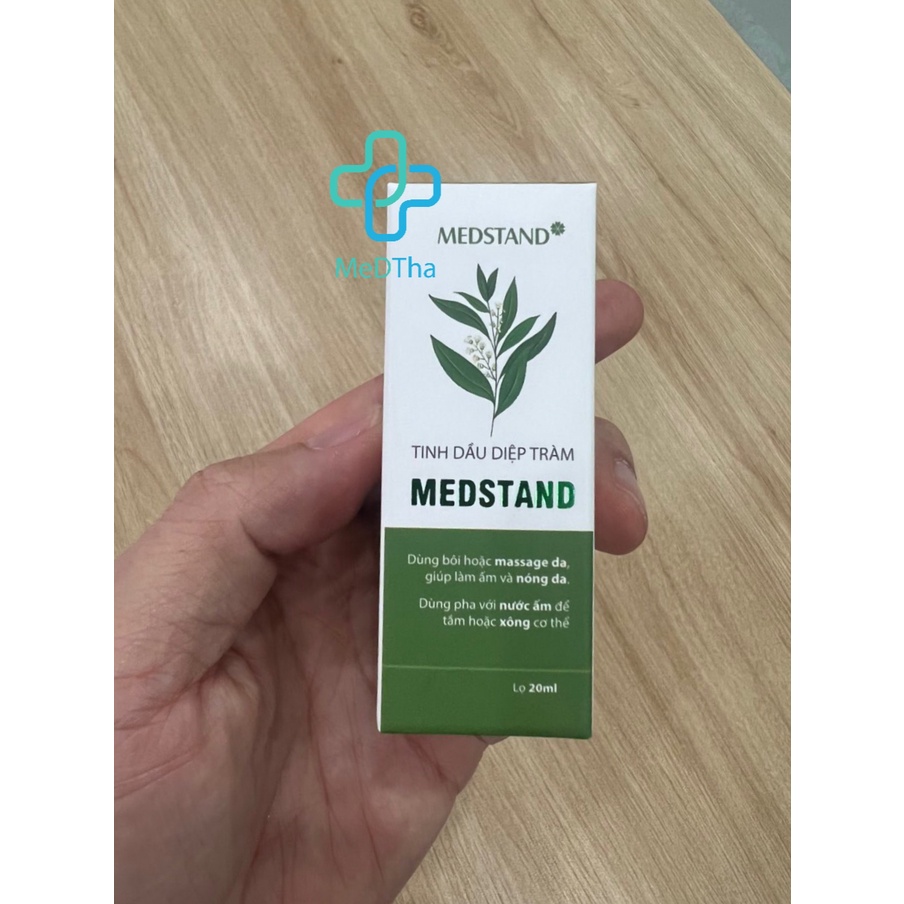 MeDTha
MEDSTAND
TINH DẦU DIỆP TRÀM
MEDSTAND
Dùng bôi hoặc massage da,
giúp làm ấm và nóng da.
Dùng pha với nước ấm để
tắm hoặc xông cơ thể
Lọ 20ml